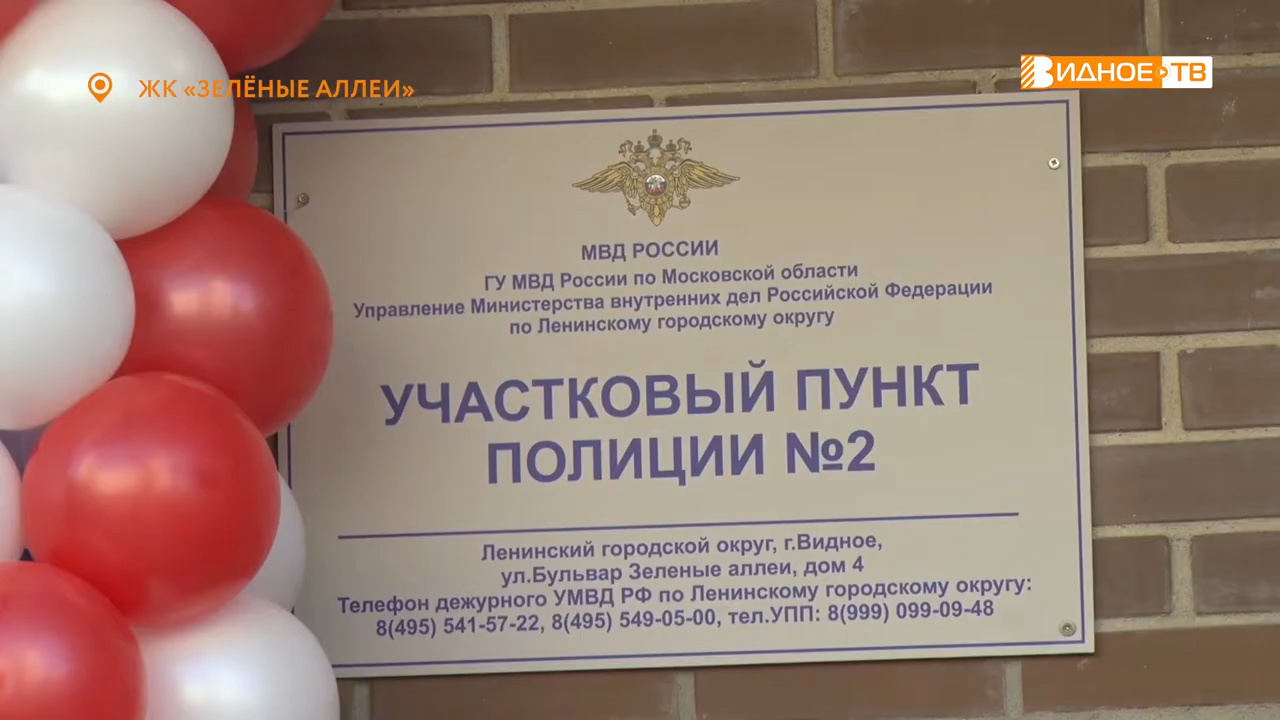 ЖК «ЗЕЛЁНЫЕ АЛЛЕИ»
ВИДНОЕ ТВ
МВД РОССИИ
ГУ МВД России по Московской области
Управление Министерства внутренних дел Российской Федерации
по Ленинскому городскому округу
УЧАСТКОВЫЙ ПУНКТ
ПОЛИЦИИ №2
Ленинский городской округ, г.Видное,
ул.Бульвар Зеленые аллеи, дом 4
Телефон дежурного УМВД РФ по Ленинскому городскому округу:
8(495) 541-57-22, 8(495) 549-05-00, тел.УПП: 8(999) 099-09-48